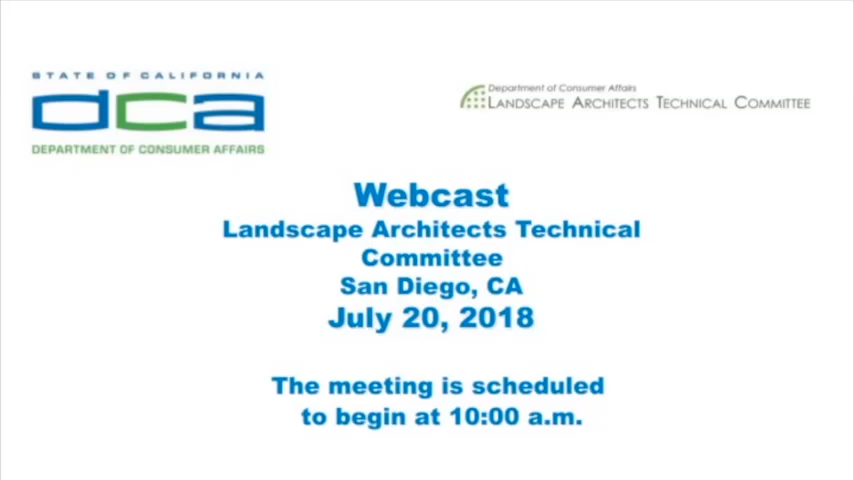 STATE OF CALIFORNIA
dca
DEPARTMENT OF CONSUMER AFFAIRS
Department of Consumer Affairs
LANDSCAPE ARCHITECTS TECHNICAL COMMITTEE
Webcast
Landscape Architects Technical
Committee
San Diego, CA
July 20, 2018
The meeting is scheduled
to begin at 10:00 a.m.